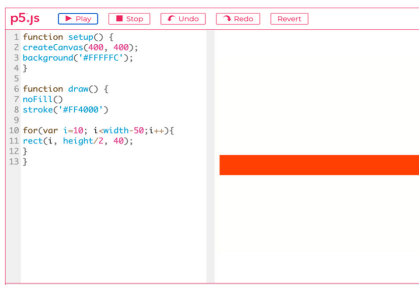 p5.js Play Stop Undo Redo Revert
1 function setup() {
2 createCanvas(400, 400);
3 background('#FFFFFC');
4 }
5
6 function draw() {
7 noFill()
8 stroke('#FF4000')
9
10 for(var i=10; i<width-50;i++){
11 rect(i, height/2, 40);
12 }
13 }